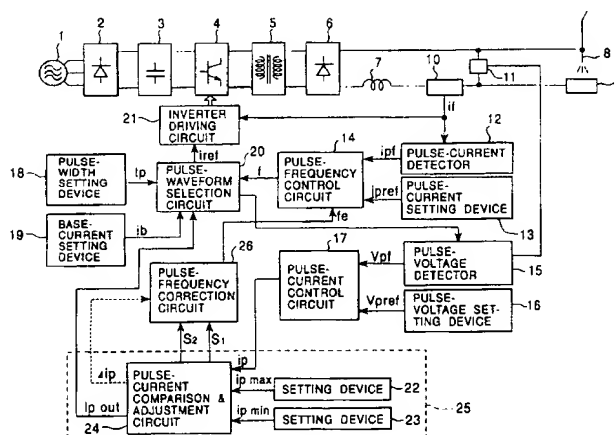 1
2
3
4
5
6
7
8
10
11
if
21
INVERTER
DRIVING
CIRCUIT
iref
20
14
12
18
PULSE-
WIDTH
SETTING
DEVICE
tp
PULSE-
WAVEFORM
SELECTION
CIRCUIT
f
PULSE-
FREQUENCY
CONTROL
CIRCUIT
ipf
PULSE-CURRENT
DETECTOR
ipref
PULSE-
CURRENT
SETTING DEVICE
13
fe
19
BASE-
CURRENT
SETTING
DEVICE
ib
26
17
PULSE-
FREQUENCY
CORRECTION
CIRCUIT
PULSE-
CURRENT
CONTROL
CIRCUIT
Vpf
PULSE-
VOLTAGE
DETECTOR
15
Vpref
PULSE-
VOLTAGE SET-
TING DEVICE
16
S2
S1
ip
ip
Ip out
PULSE-
CURRENT
COMPARISON &
ADJUSTMENT
CIRCUIT
24
ip max
SETTING DEVICE
22
ip min
SETTING DEVICE
23
25